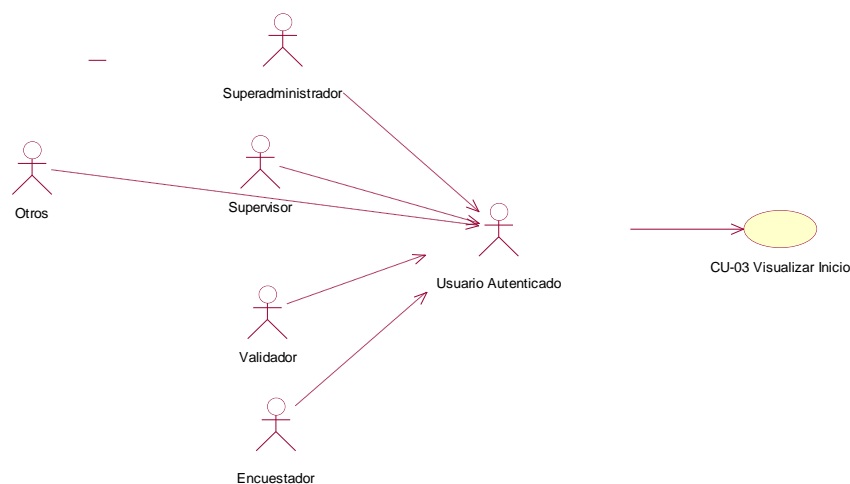 Superadministrador
Otros
Supervisor
Usuario Autenticado
CU-03 Visualizar Inicio
Validador
Encuestador